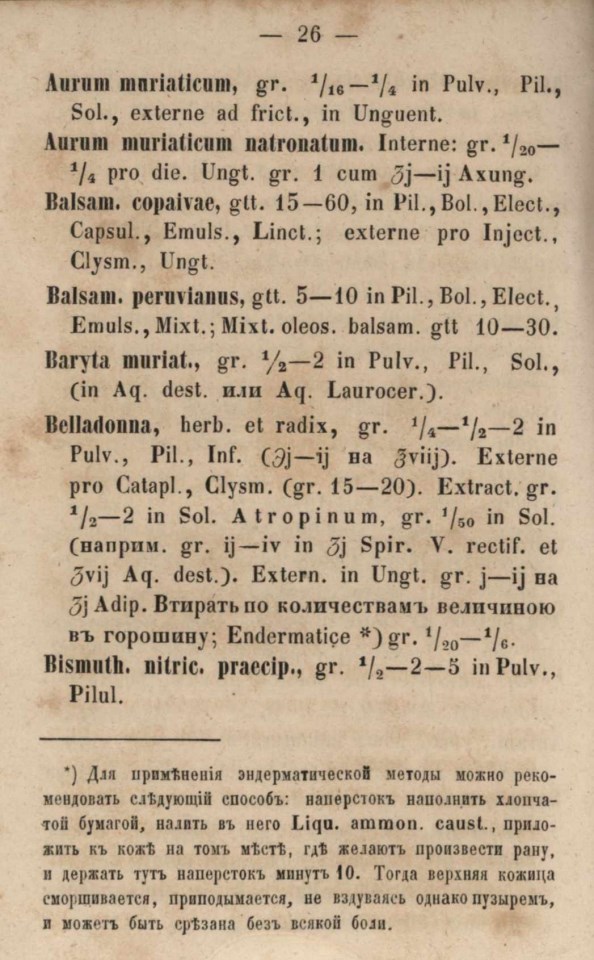 — 26 —
Aurum muriaticum, gr. 1/16—1/4 in Pulv., Pil.,
Sol., externe ad frict., in Unguent.
Aurum muriaticum natronatum. Interne: gr. 1/20—
1/4 pro die. Ungt. gr. 1 cum ʒj—ij Axung.
Balsam. copaivae, gtt. 15—60, in Pil., Bol., Elect.,
Capsul., Emuls., Linct.; externe pro Inject.,
Clysm., Ungt.
Balsam. peruvianus, gtt. 5—10 in Pil., Bol., Elect.,
Emuls., Mixt.; Mixt. oleos. balsam. gtt 10—30.
Baryta muriat., gr. 1/2—2 in Pulv., Pil., Sol.,
(in Aq. dest. или Aq. Laurocer.).
Belladonna, herb. et radix, gr. 1/4—1/2—2 in
Pulv., Pil., Inf. (℈j—ij на ℥viij). Externe
pro Catapl., Clysm. (gr. 15—20). Extract. gr.
1/2—2 in Sol. Atropinum, gr. 1/50 in Sol.
(наприм. gr. ij—iv in ʒj Spir. V. rectif. et
ʒvij Aq. dest.). Extern. in Ungt. gr. j—ij на
ʒj Adip. Втирать по количествамъ величиною
въ горошину; Endermatice *) gr. 1/20—1/6.
Bismuth. nitric. praecip., gr. 1/2—2—5 in Pulv.,
Pilul.
*) Для примѣненія эндерматической методы можно реко-
мендовать слѣдующій способъ: наперстокъ наполнить хлопча-
той бумагой, налить въ него Liqu. ammon. caust., прило-
жить къ кожѣ на томъ мѣстѣ, гдѣ желаютъ произвести рану,
и держать тутъ наперстокъ минутъ 10. Тогда верхняя кожица
сморщивается, приподымается, не вздуваясь однако пузыремъ,
и можетъ быть срѣзана безъ всякой боли.